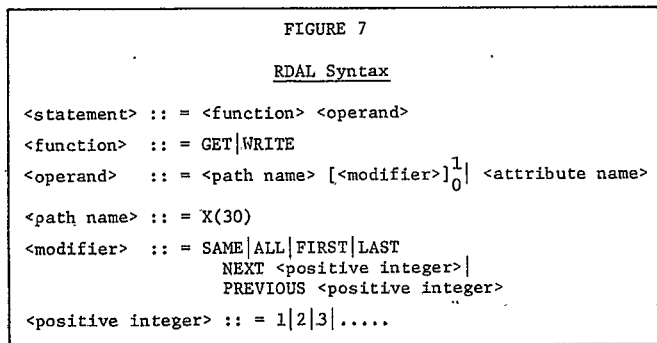 FIGURE 7
RDAL Syntax
<statement> :: = <function> <operand>
<function> :: = GET|WRITE
<operand> :: = <path name> [<modifier>]10| <attribute name>
<path name> :: = X(30)
<modifier> :: = SAME|ALL|FIRST|LAST
NEXT <positive integer>|
PREVIOUS <positive integer>
<positive integer> :: = 1|2|3|.....